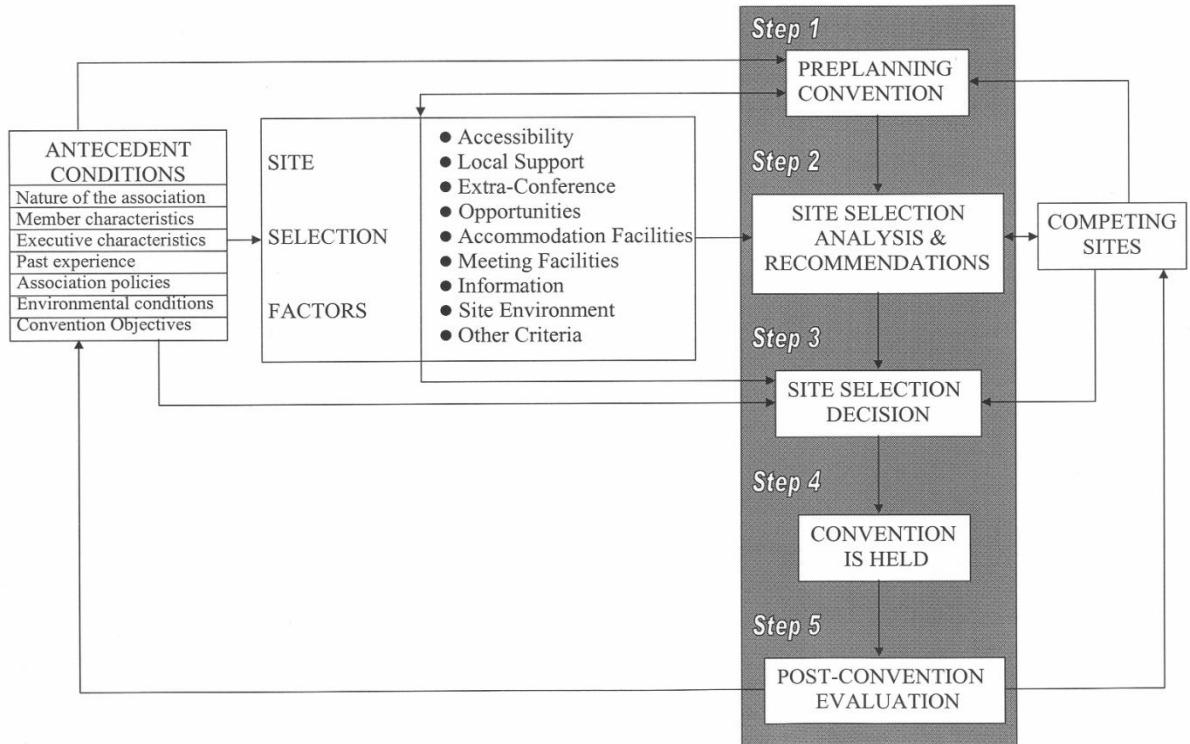 ANTECEDENT
CONDITIONS
Nature of the association
Member characteristics
Executive characteristics
Past experience
Association policies
Environmental conditions
Convention Objectives
SITE
SELECTION
FACTORS
● Accessibility
● Local Support
● Extra-Conference
● Opportunities
● Accommodation Facilities
● Meeting Facilities
● Information
● Site Environment
● Other Criteria
Step 1
PREPLANNING
CONVENTION
Step 2
SITE SELECTION
ANALYSIS &
RECOMMENDATIONS
Step 3
SITE SELECTION
DECISION
Step 4
CONVENTION
IS HELD
Step 5
POST-CONVENTION
EVALUATION
COMPETING
SITES